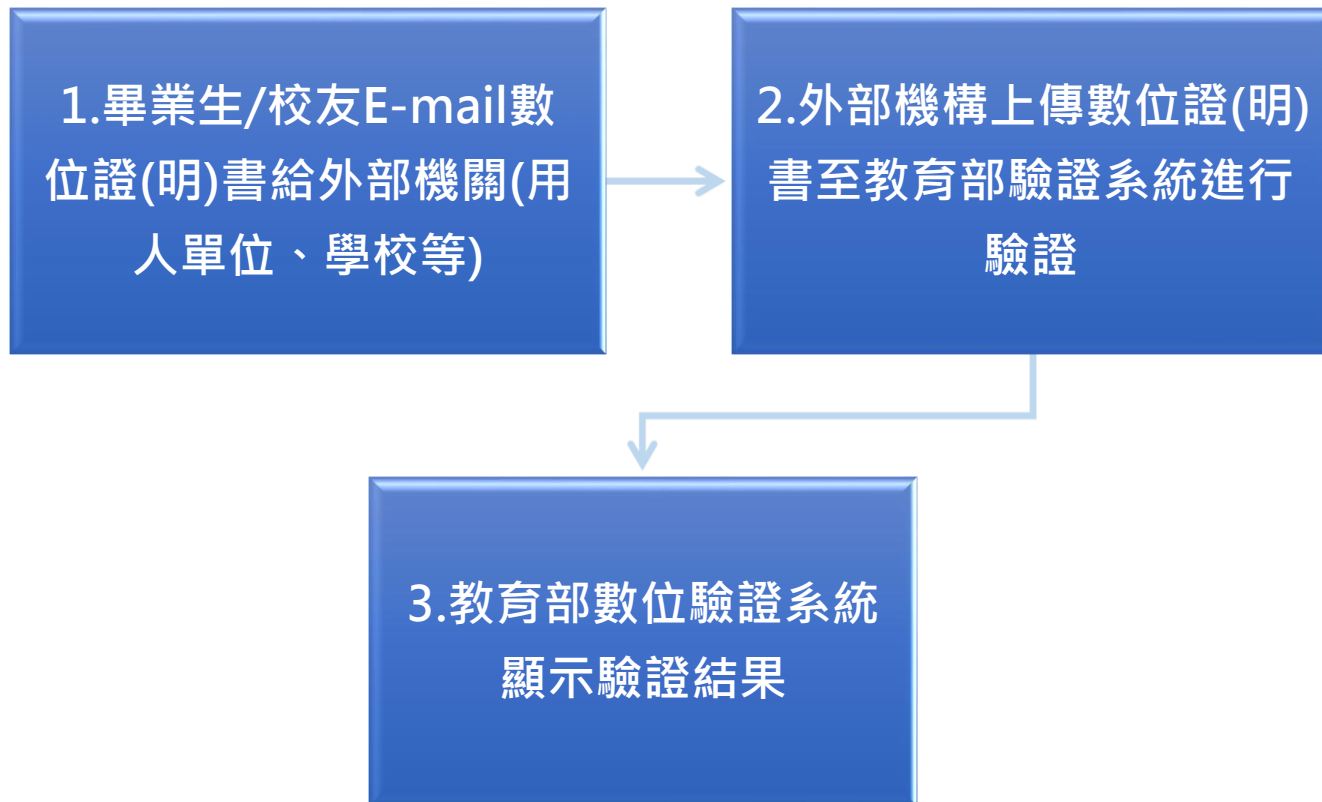 1.畢業生/校友E-mail數
位證(明)書給外部機關(用
人單位、學校等)
2.外部機構上傳數位證(明)
書至教育部驗證系統進行
驗證
3.教育部數位驗證系統
顯示驗證結果